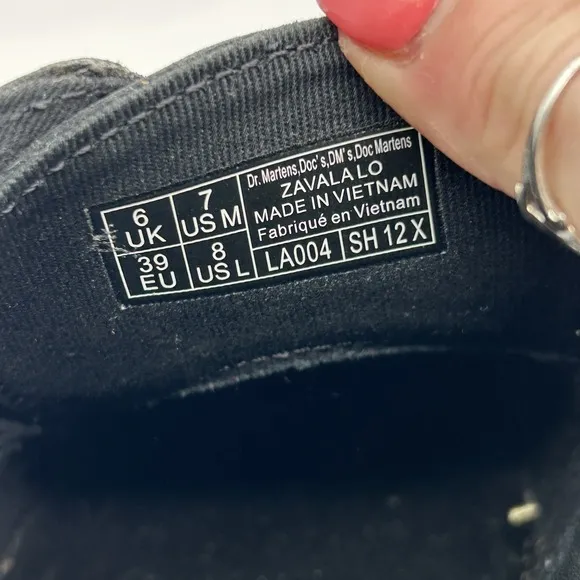 6
UK
7
US M
39
EU
8
US L
Dr. Martens,Doc's,DM's,Doc Martens
ZAVALA LO
MADE IN VIETNAM
Fabriqué en Vietnam
LA004
SH 12 X